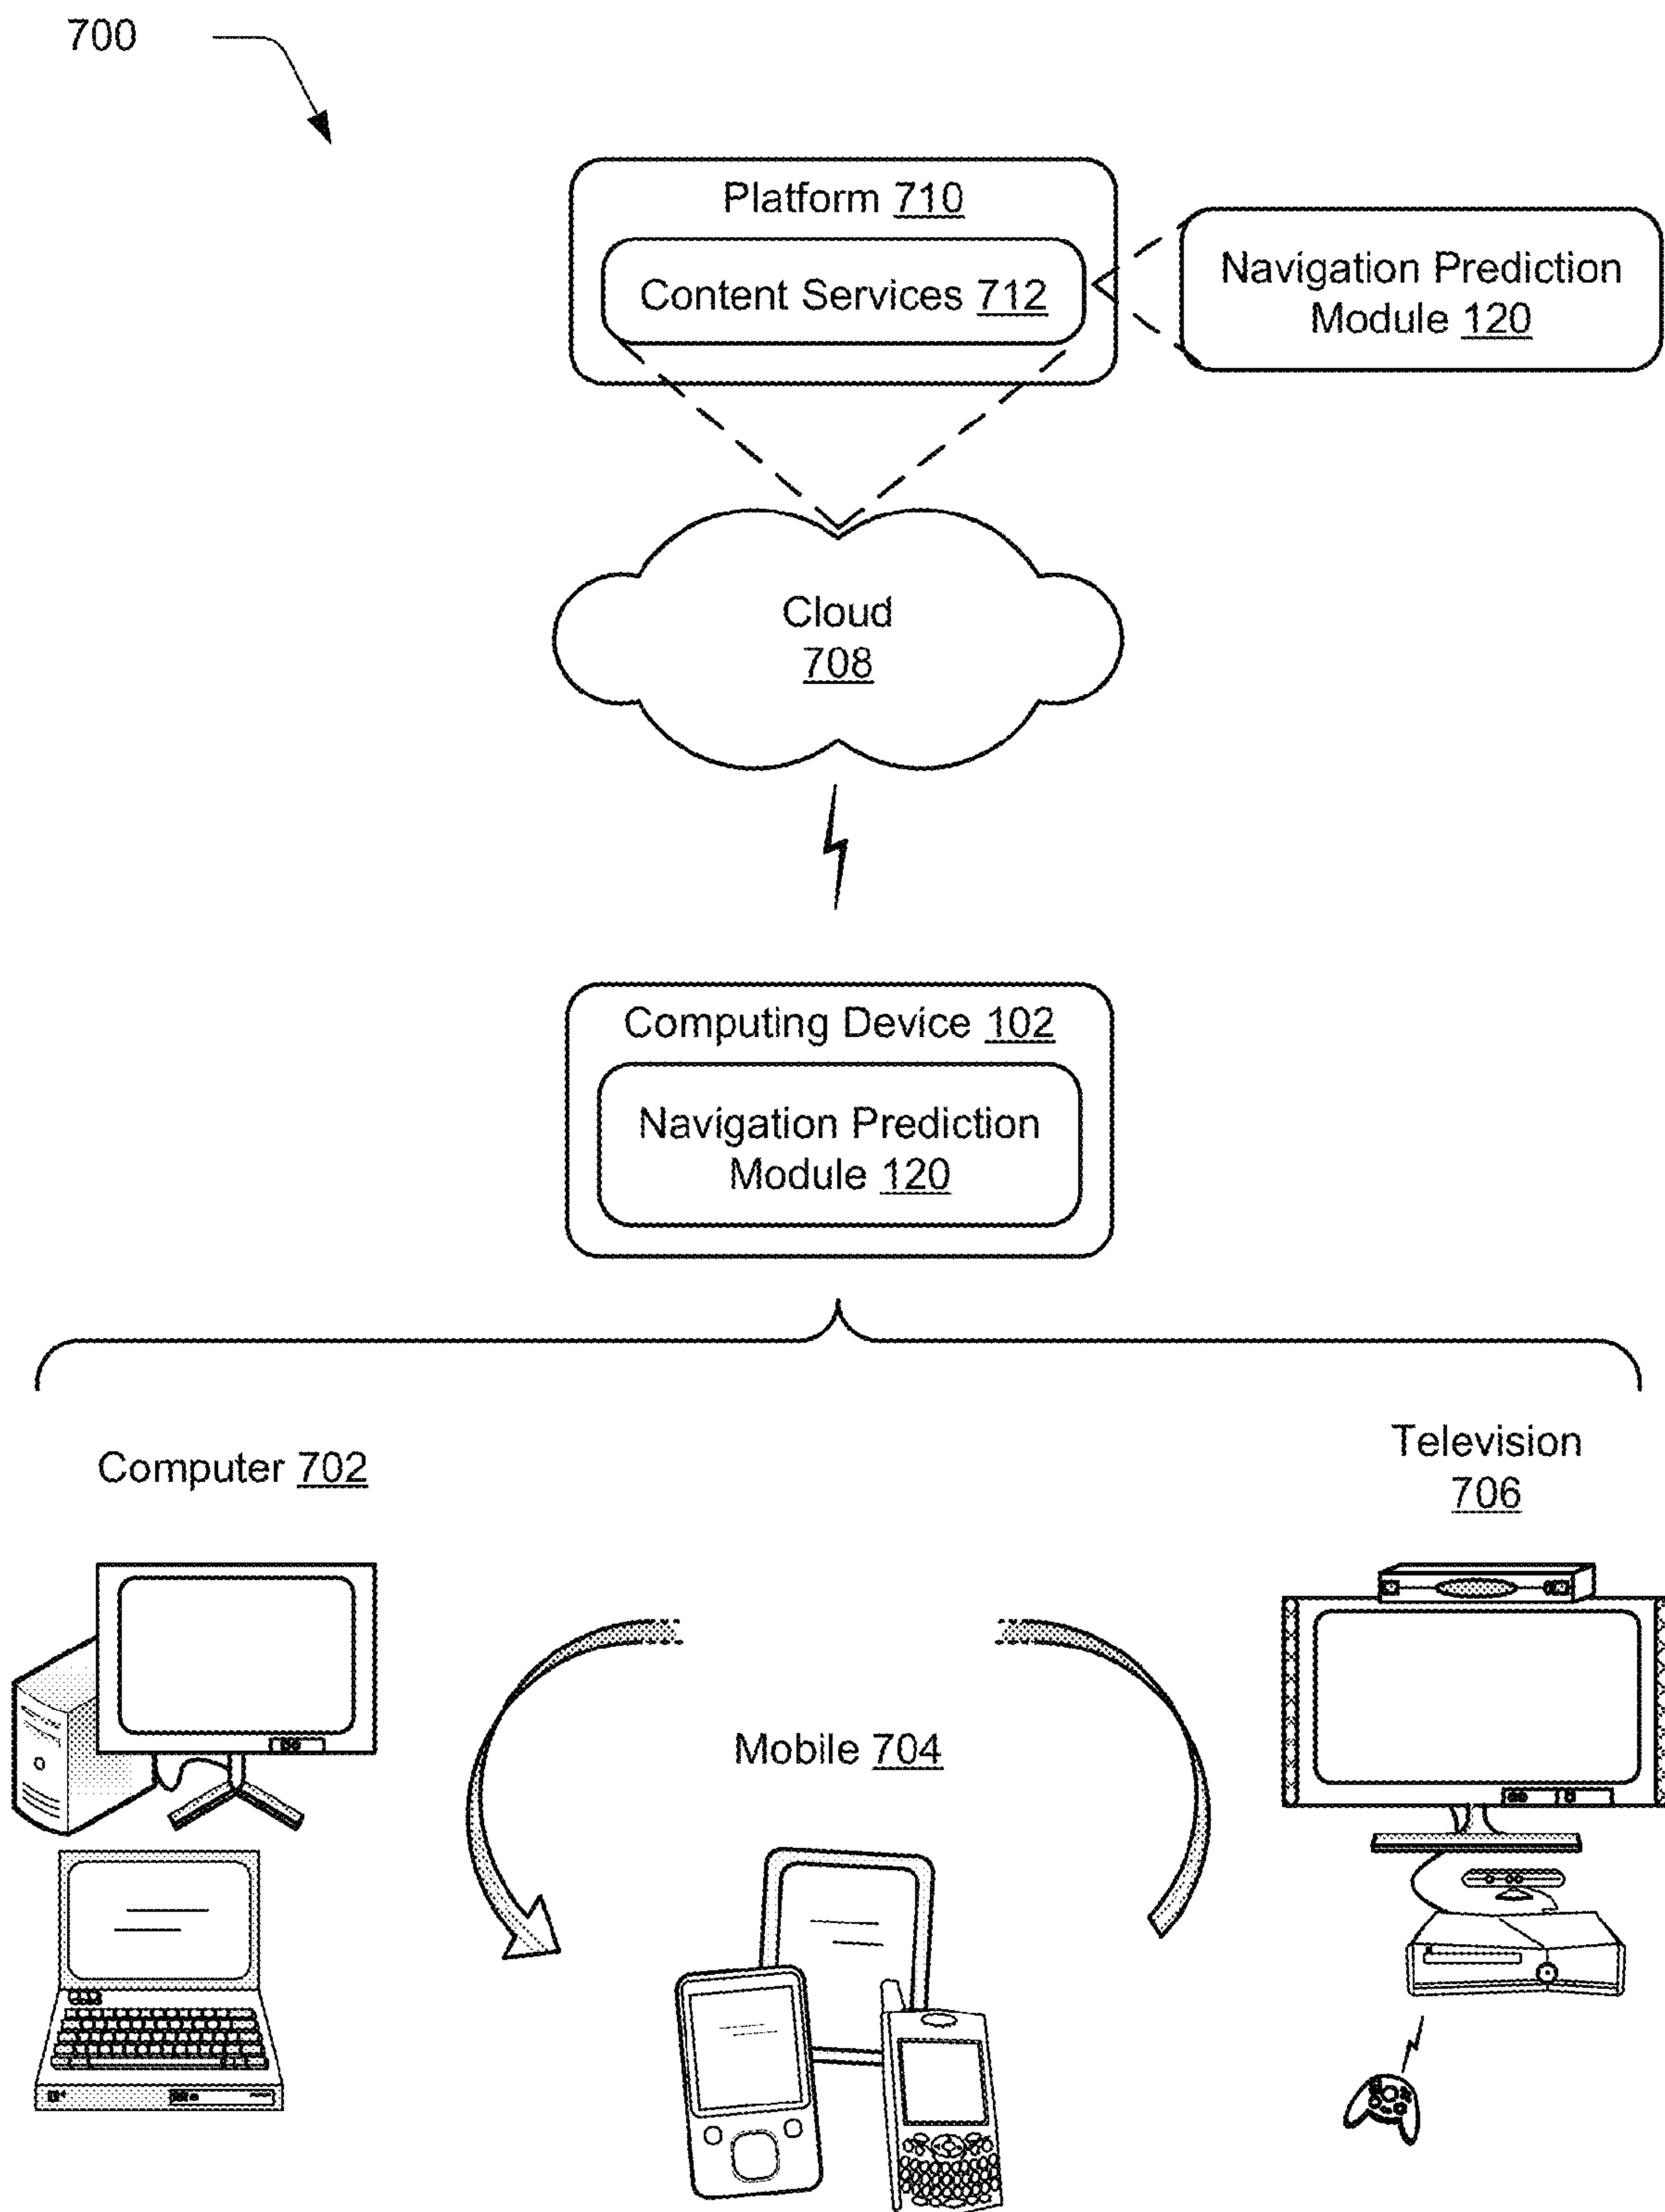 700
Platform 710
Content Services 712
Navigation Prediction
Module 120
Cloud
708
Computing Device 102
Navigation Prediction
Module 120
Computer 702
Television
706
Mobile 704